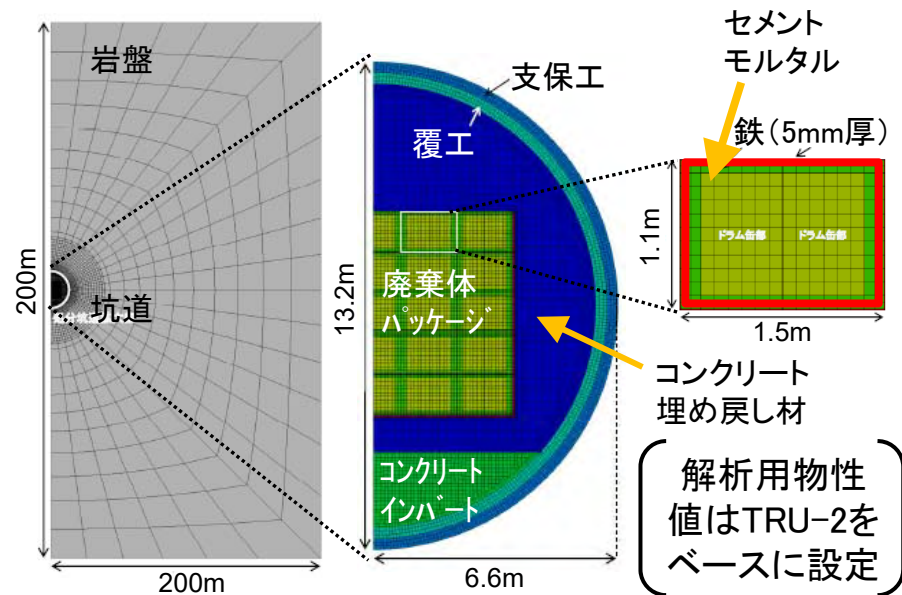 岩盤
坑道
200m
200m
支保工
覆工
廃棄体
パッケージ
コンクリート
インバート
13.2m
6.6m
セメント
モルタル
鉄(5mm厚)
ドラム缶部
ドラム缶部
1.1m
1.5m
コンクリート
埋め戻し材
解析用物性
値はTRU-2を
ベースに設定